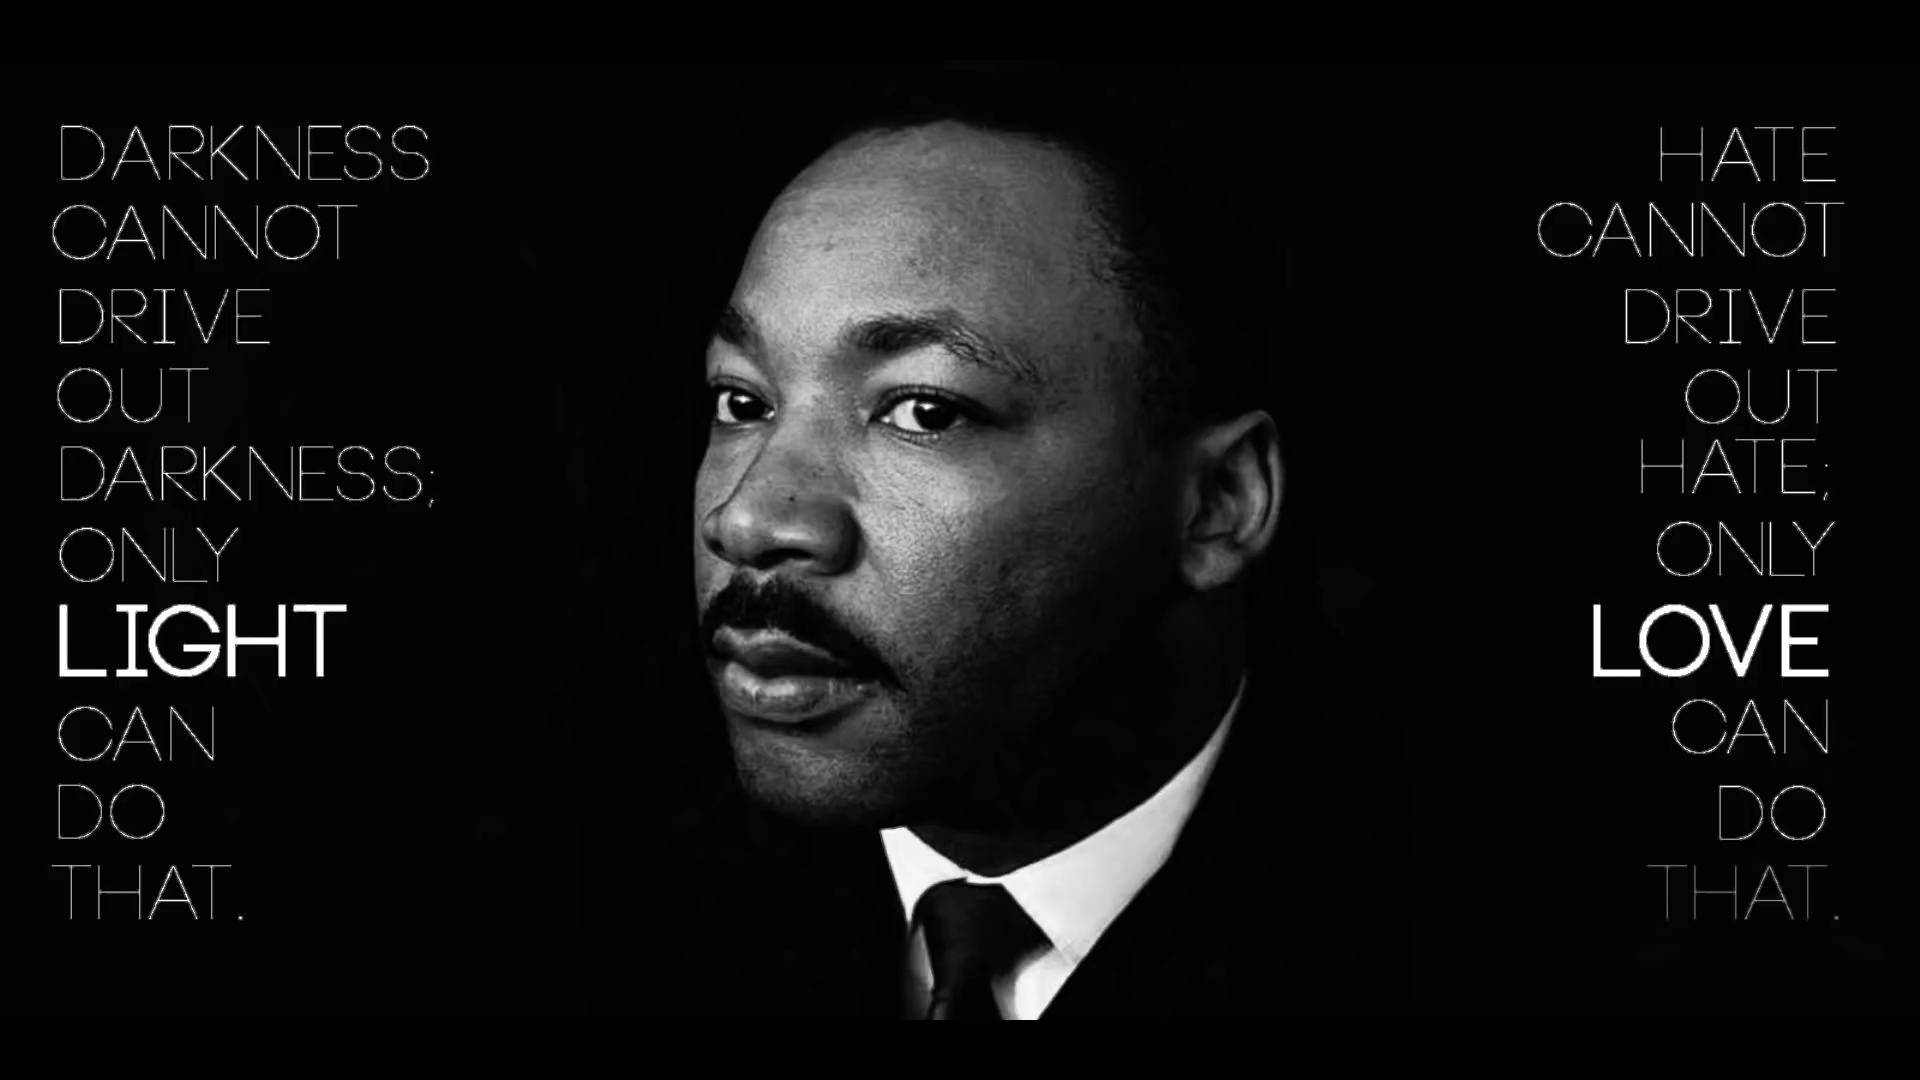 DARKNESS
CANNOT
DRIVE
OUT
DARKNESS;
ONLY
LIGHT
CAN
DO
THAT.
HATE
CANNOT
DRIVE
OUT
HATE;
ONLY
LOVE
CAN
DO
THAT.